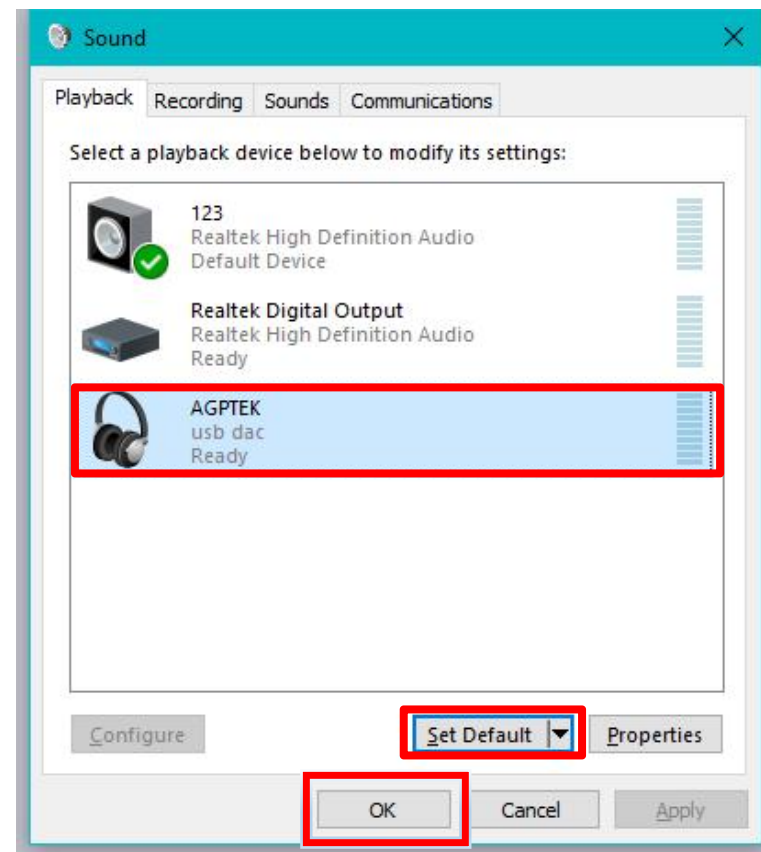 Sound
Playback Recording Sounds Communications
Select a playback device below to modify its settings:
123
Realtek High Definition Audio
Default Device
Realtek Digital Output
Realtek High Definition Audio
Ready
AGPTEK
usb dac
Ready
Configure Set Default Properties
OK Cancel Apply